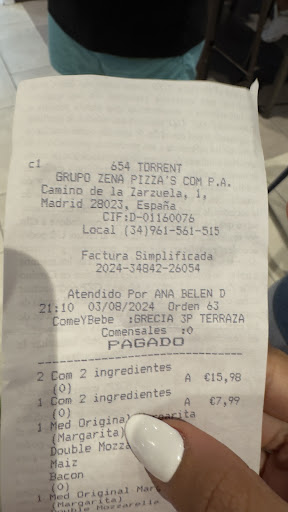 c1
654 TORRENT
GRUPO ZENA PIZZA'S COM P.A.
Camino de la Zarzuela, 1,
Madrid 28023, España
CIF:D-01160076
Local (34)961-561-515
Factura Simplificada
2024-34842-26054
Atendido Por ANA BELEN D
21:10 03/08/2024 Orden 63
ComeYBebe :GRECIA 3P TERRAZA
Comensales :0
PAGADO
2 Com 2 ingredientes A €15,98
(0)
1 Com 2 ingredientes A €7,99
(0)
1 Med Original
(Margarita)
Double
Maiz
Bacon
(0)
1 Med Original
(Margarita)
Double Mozzarella